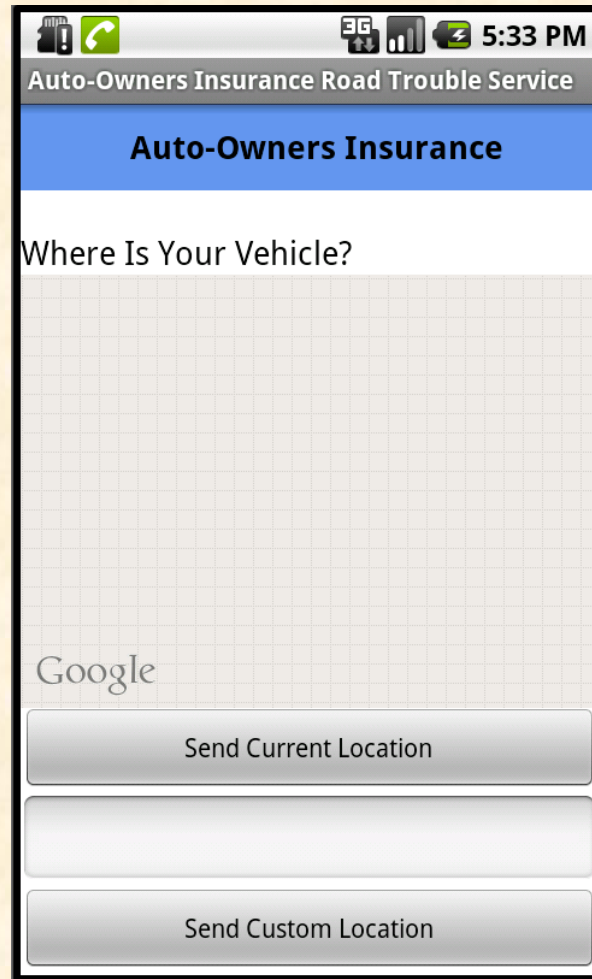 3G 5:33 PM
Auto-Owners Insurance Road Trouble Service
Auto-Owners Insurance
Where Is Your Vehicle?
Google
Send Current Location
Send Custom Location